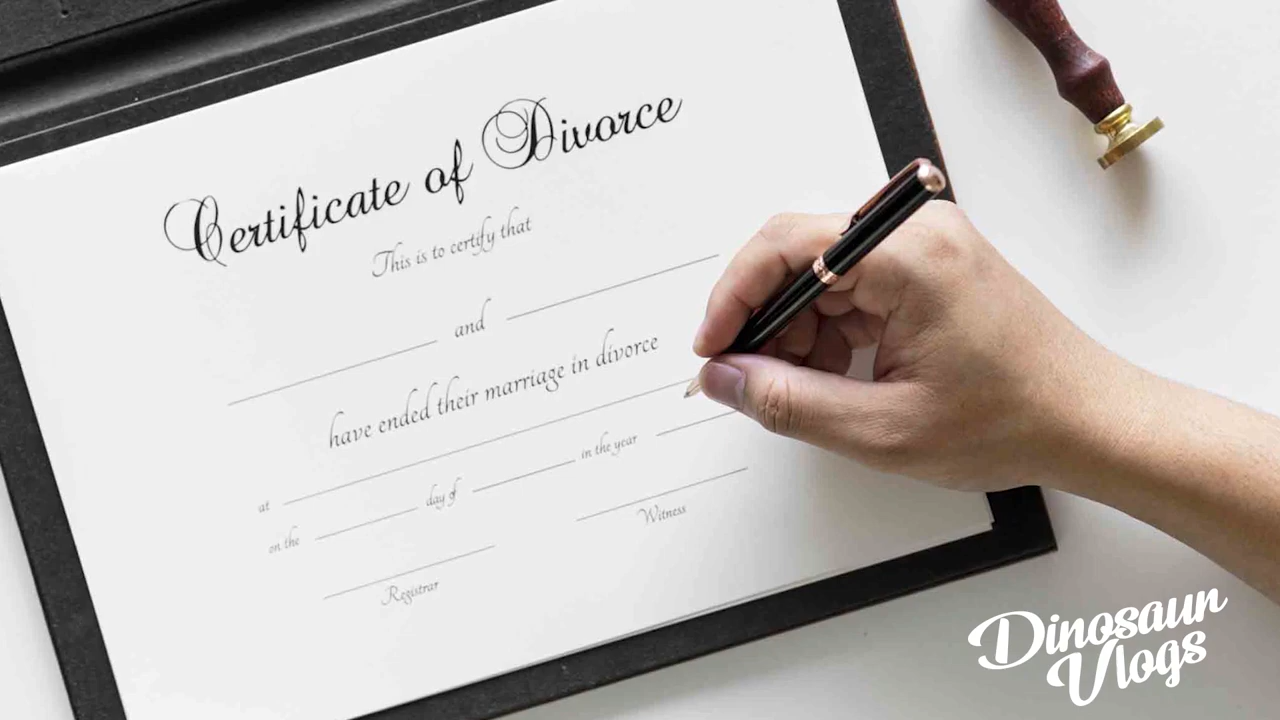 Certificate of Divorce
This is to certify that
and
have ended their marriage in divorce
at
on the day of in the year
Registrar Witness
Dinosaun
Vlogs